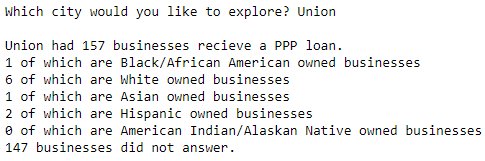 Which city would you like to explore? Union
Union had 157 businesses recieve a PPP loan.
1 of which are Black/African American owned businesses
6 of which are White owned businesses
1 of which are Asian owned businesses
2 of which are Hispanic owned businesses
0 of which are American Indian/Alaskan Native owned businesses
147 businesses did not answer.